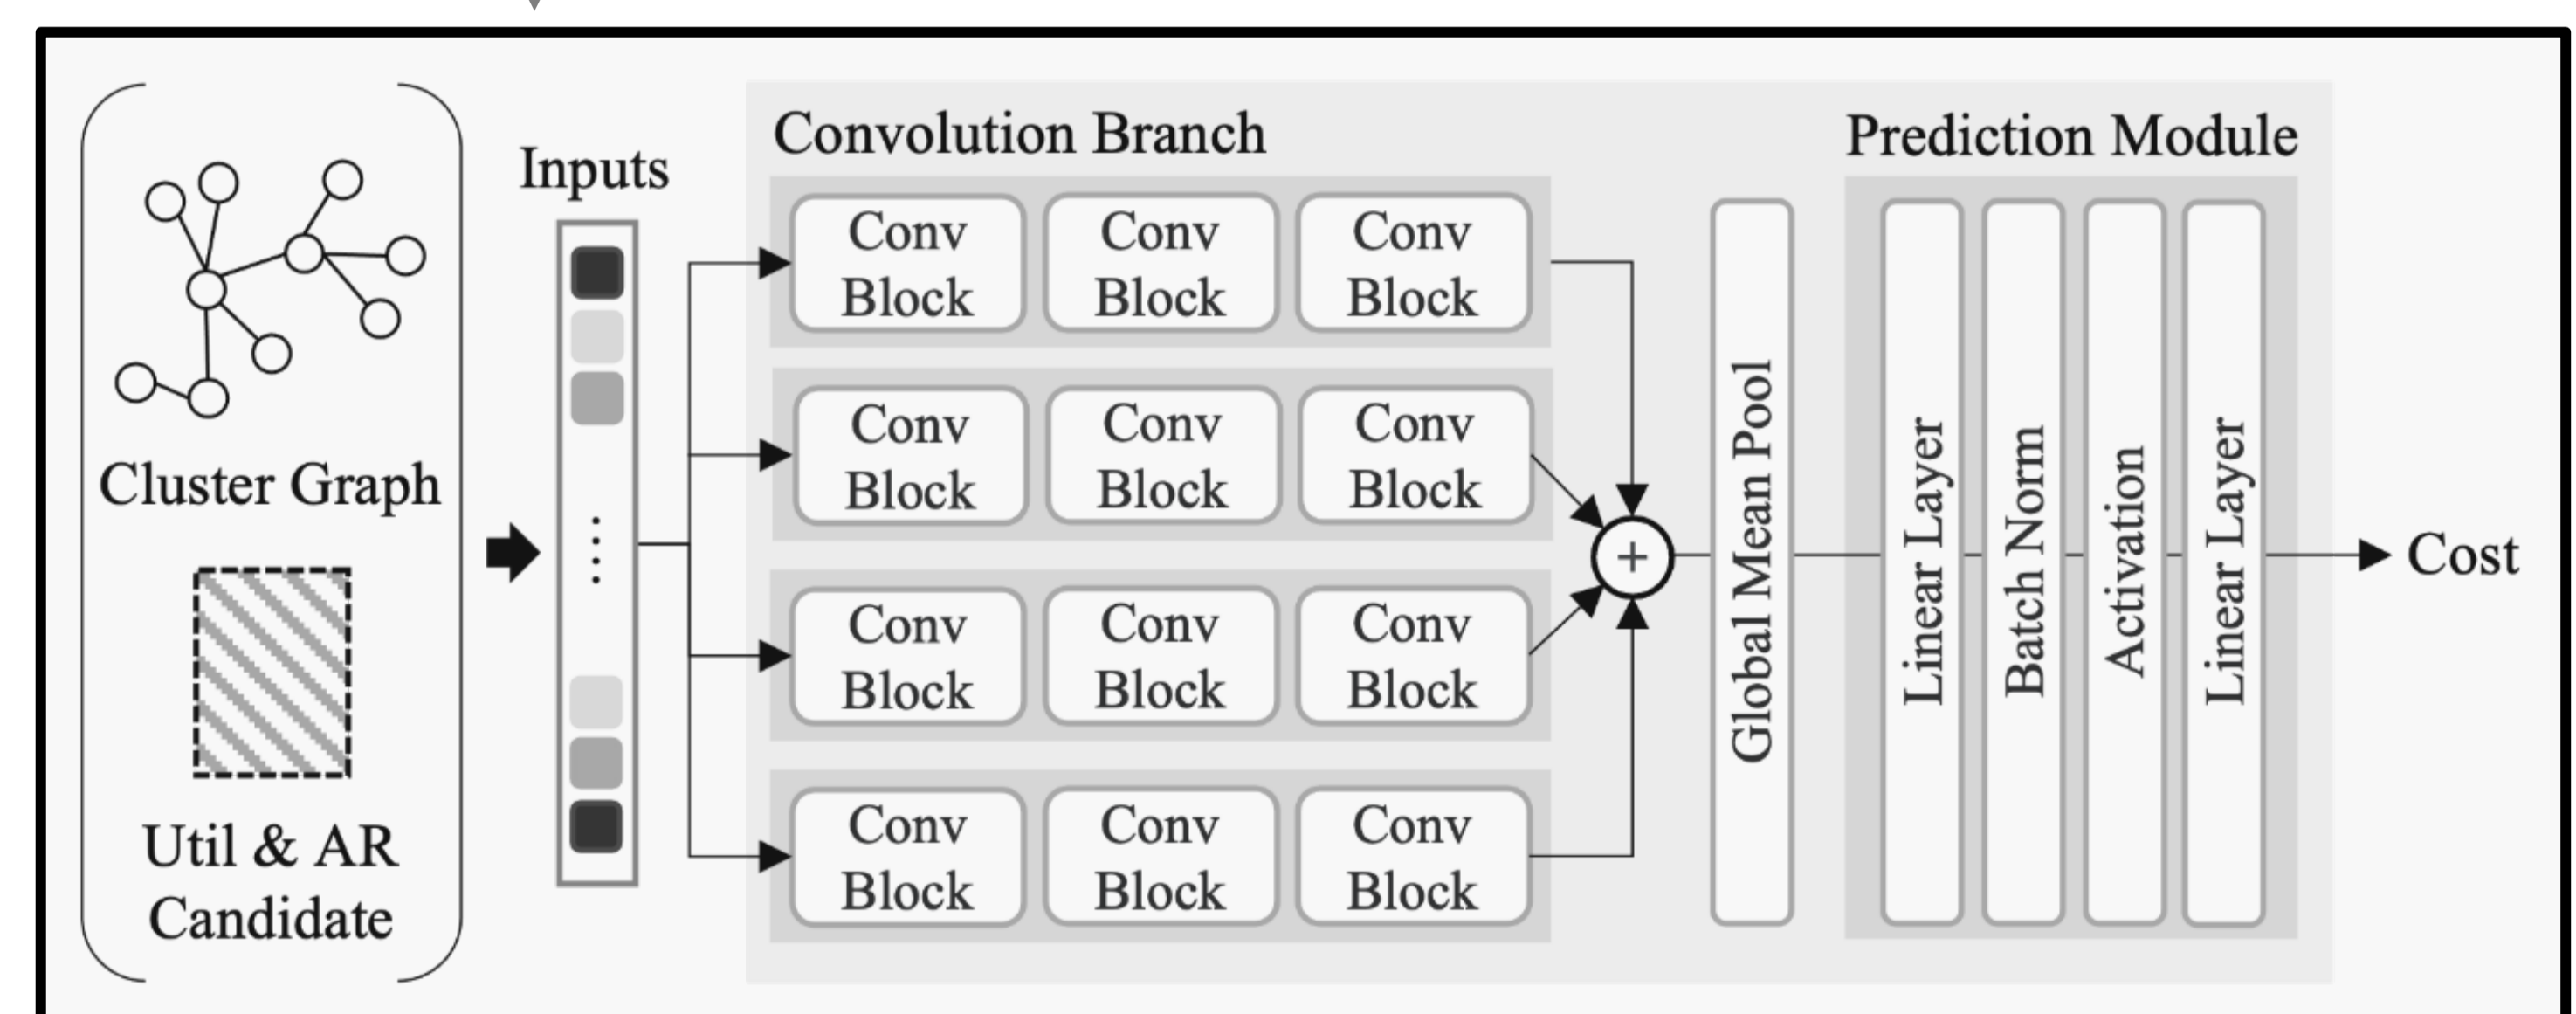 Cluster Graph
Util & AR
Candidate
Inputs
Convolution Branch
Conv
Block
Conv
Block
Conv
Block
Conv
Block
Conv
Block
Conv
Block
Conv
Block
Conv
Block
Conv
Block
Conv
Block
Conv
Block
Conv
Block
+
Global Mean Pool
Prediction Module
Linear Layer
Batch Norm
Activation
Linear Layer
Cost